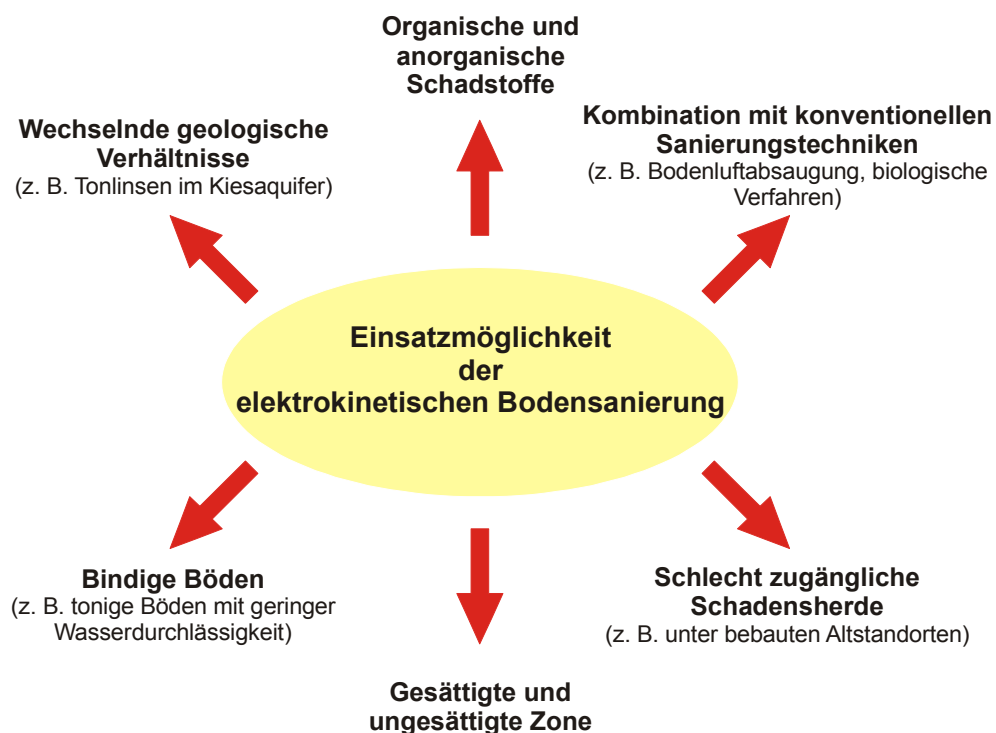 Organische und
anorganische
Schadstoffe
Wechselnde geologische
Verhältnisse
(z. B. Tonlinsen im Kiesaquifer)
Kombination mit konventionellen
Sanierungstechniken
(z. B. Bodenluftabsaugung, biologische
Verfahren)
Einsatzmöglichkeit
der
elektrokinetischen Bodensanierung
Bindige Böden
(z. B. tonige Böden mit geringer
Wasserdurchlässigkeit)
Schlecht zugängliche
Schadensherde
(z. B. unter bebauten Altstandorten)
Gesättigte und
ungesättigte Zone